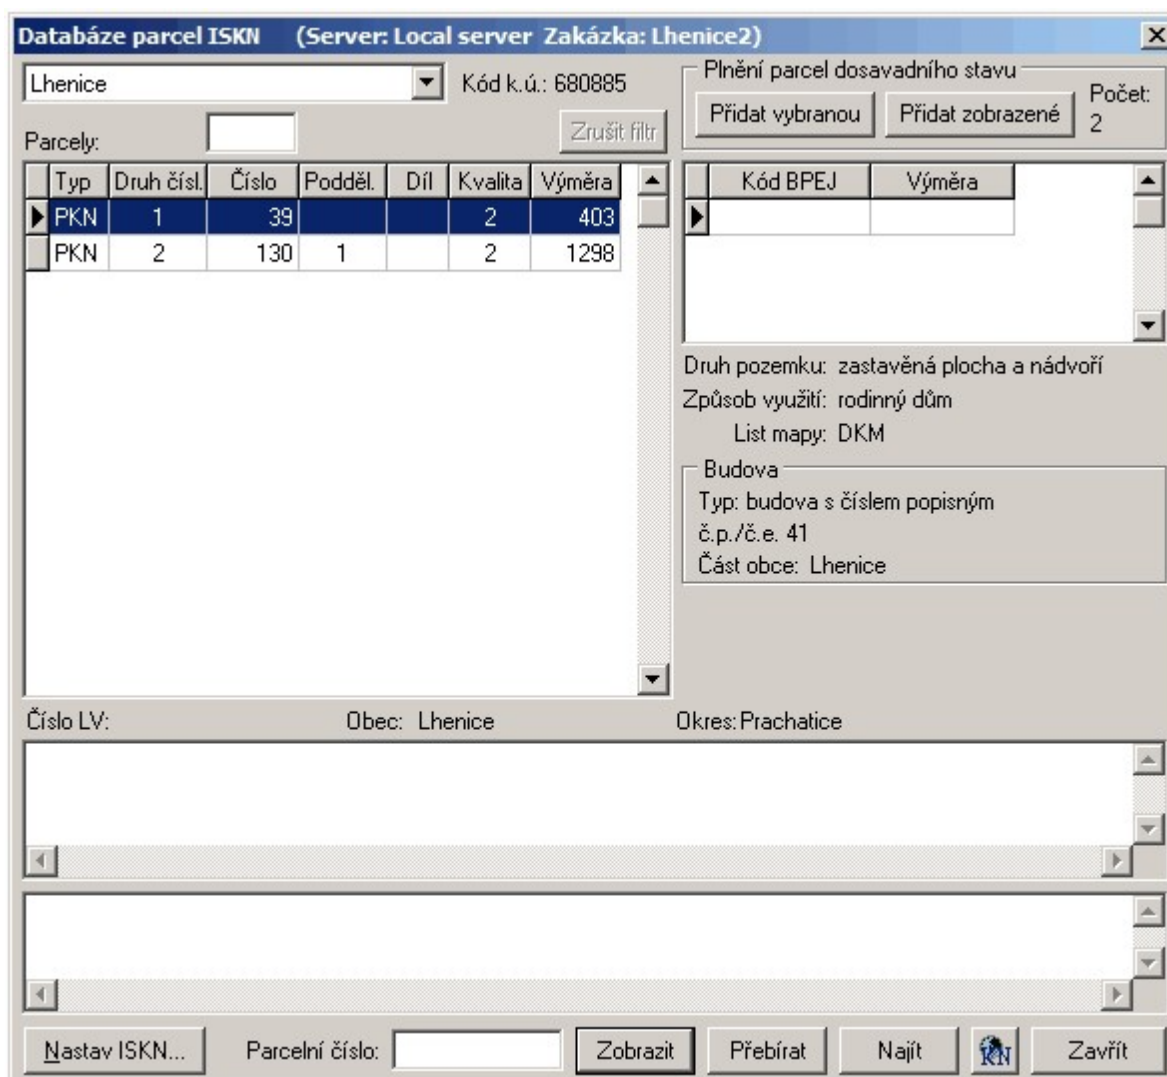 Databáze parcel ISKN (Server: Local server Zakázka: Lhenice2)
Lhenice Kód k.ú.: 680885
Plnění parcel dosavadního stavu
Přidat vybranou Přidat zobrazené Počet: 2
Parcely: Zrušit filtr
Typ Druh čísl. Číslo Podděl. Díl Kvalita Výměra
PKN 1 39 2 403
PKN 2 130 1 2 1298
Kód BPEJ Výměra
Druh pozemku: zastavěná plocha a nádvoří
Způsob využití: rodinný dům
List mapy: DKM
Budova
Typ: budova s číslem popisným
č.p./č.e. 41
Část obce: Lhenice
Číslo LV: Obec: Lhenice Okres: Prachatice
Nastav ISKN... Parcelní číslo: Zobrazit Přebírat Najít KN Zavřít